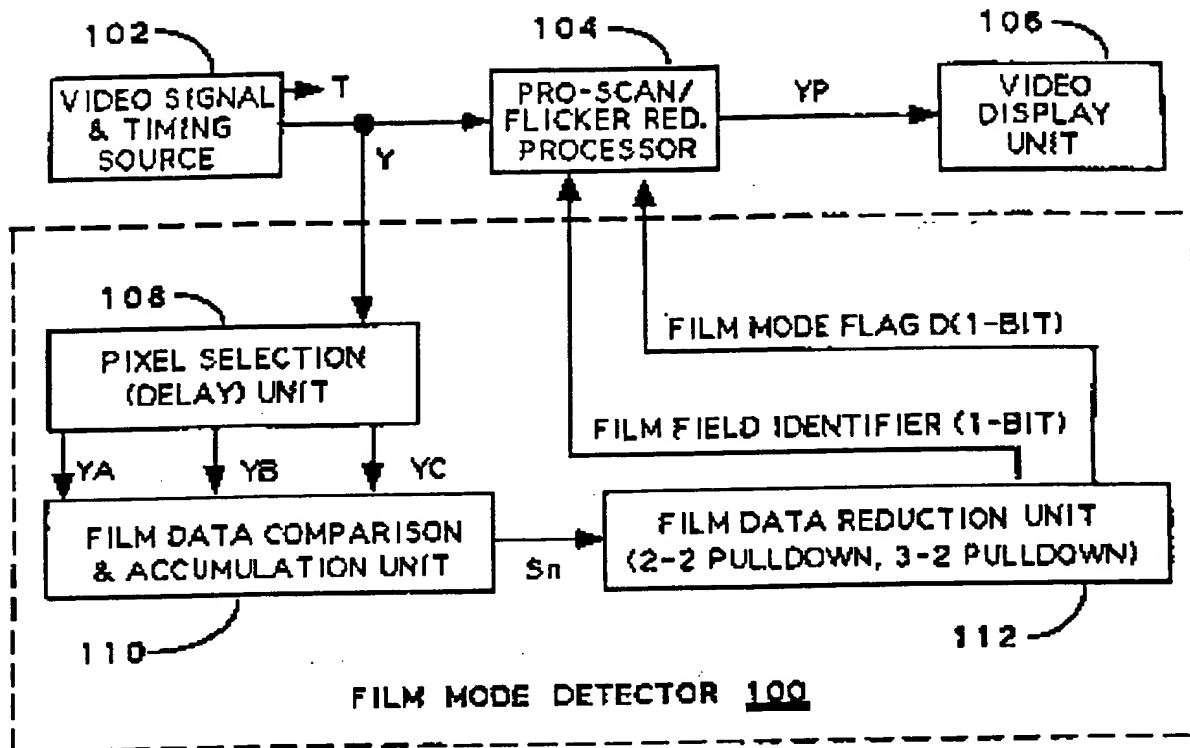 102
104
106
VIDEO SIGNAL
& TIMING
SOURCE
T
Y
PRO-SCAN/
FLICKER RED.
PROCESSOR
YP
VIDEO
DISPLAY
UNIT
108
PIXEL SELECTION
(DELAY) UNIT
FILM MODE FLAG D(1-BIT)
FILM FIELD IDENTIFIER (1-BIT)
YA
YB
YC
FILM DATA COMPARISON
& ACCUMULATION UNIT
Sn
FILM DATA REDUCTION UNIT
(2-2 PULLDOWN, 3-2 PULLDOWN)
110
112
FILM MODE DETECTOR 100